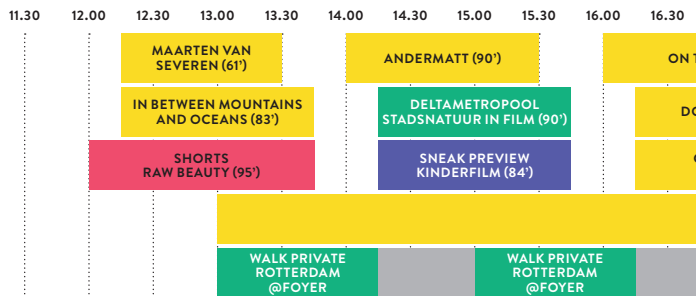 11.30 12.00 12.30 13.00 13.30 14.00 14.30 15.00 15.30 16.00 16.30
MAARTEN VAN
SEVEREN (61’)
ANDERMATT (90’)
ON
IN BETWEEN MOUNTAINS
AND OCEANS (83’)
DELTAMETROPOOL
STADSNATUUR IN FILM (90’)
SHORTS
RAW BEAUTY (95’)
SNEAK PREVIEW
KINDERFILM (84’)
WALK PRIVATE
ROTTERDAM
@FOYER
WALK PRIVATE
ROTTERDAM
@FOYER